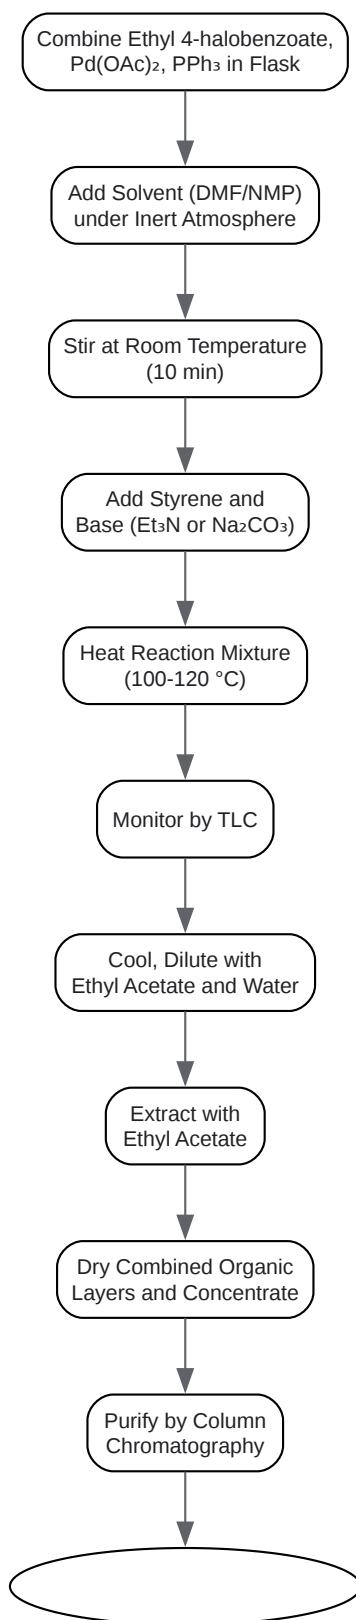 Combine Ethyl 4-halobenzoate,
Pd(OAc)₂, PPh₃ in Flask
Add Solvent (DMF/NMP)
under Inert Atmosphere
Stir at Room Temperature
(10 min)
Add Styrene and
Base (Et₃N or Na₂CO₃)
Heat Reaction Mixture
(100-120 °C)
Monitor by TLC
Cool, Dilute with
Ethyl Acetate and Water
Extract with
Ethyl Acetate
Dry Combined Organic
Layers and Concentrate
Purify by Column
Chromatography